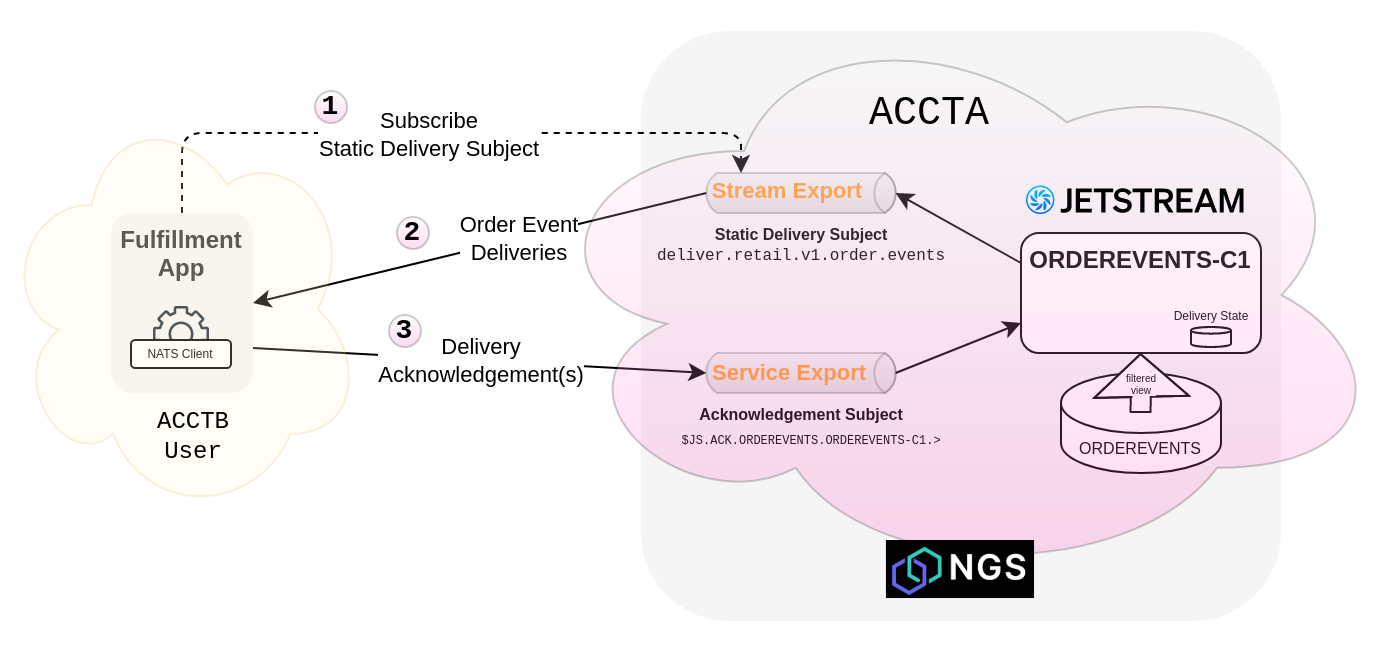 1
Subscribe
Static Delivery Subject
ACCTA
Stream Export
JETSTREAM
2
Order Event
Deliveries
Static Delivery Subject
deliver.retail.v1.order.events
ORDEREVENTS-C1
Fulfillment
App
NATS Client
Delivery State
3
Delivery
Acknowledgement(s)
Service Export
filtered
view
Acknowledgement Subject
$JS.ACK.ORDEREVENTS.ORDEREVENTS-C1.>
ORDEREVENTS
ACCTB
User
NGS